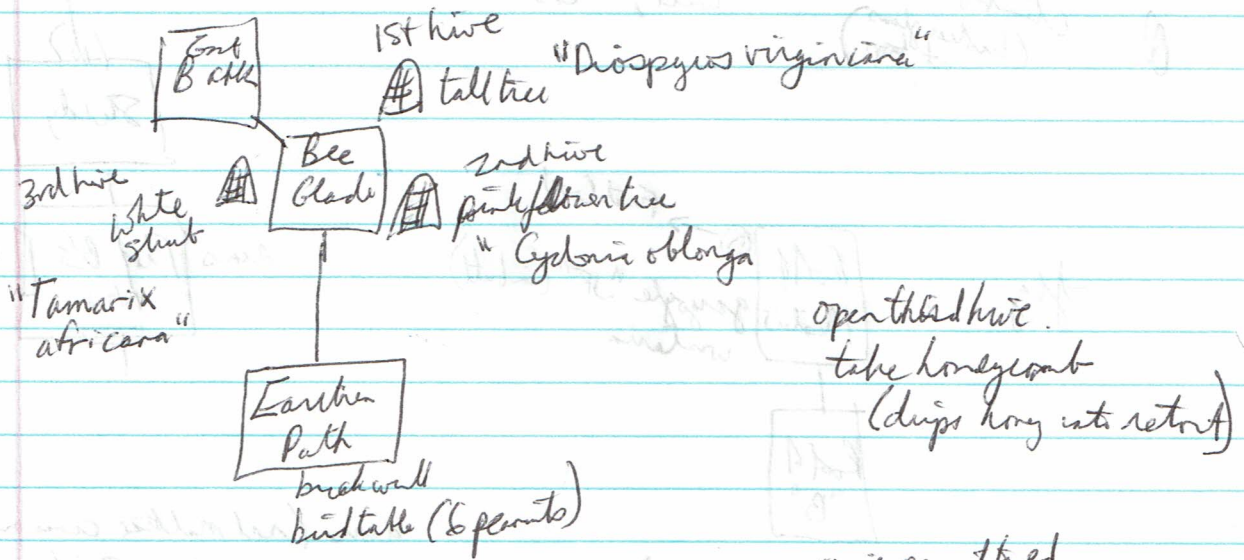 1st hive
tall tree "Diospyros virginiana"
East
Bank
Bee
Glade
2nd hive
pink flower tree
"Cydonia oblonga
3rd hive
white
shrub
"Tamarix
africana"
open third hive.
take honeycomb
(drips honey into retort)
Earthen
Path
brick wall
bird table (6 peanuts)